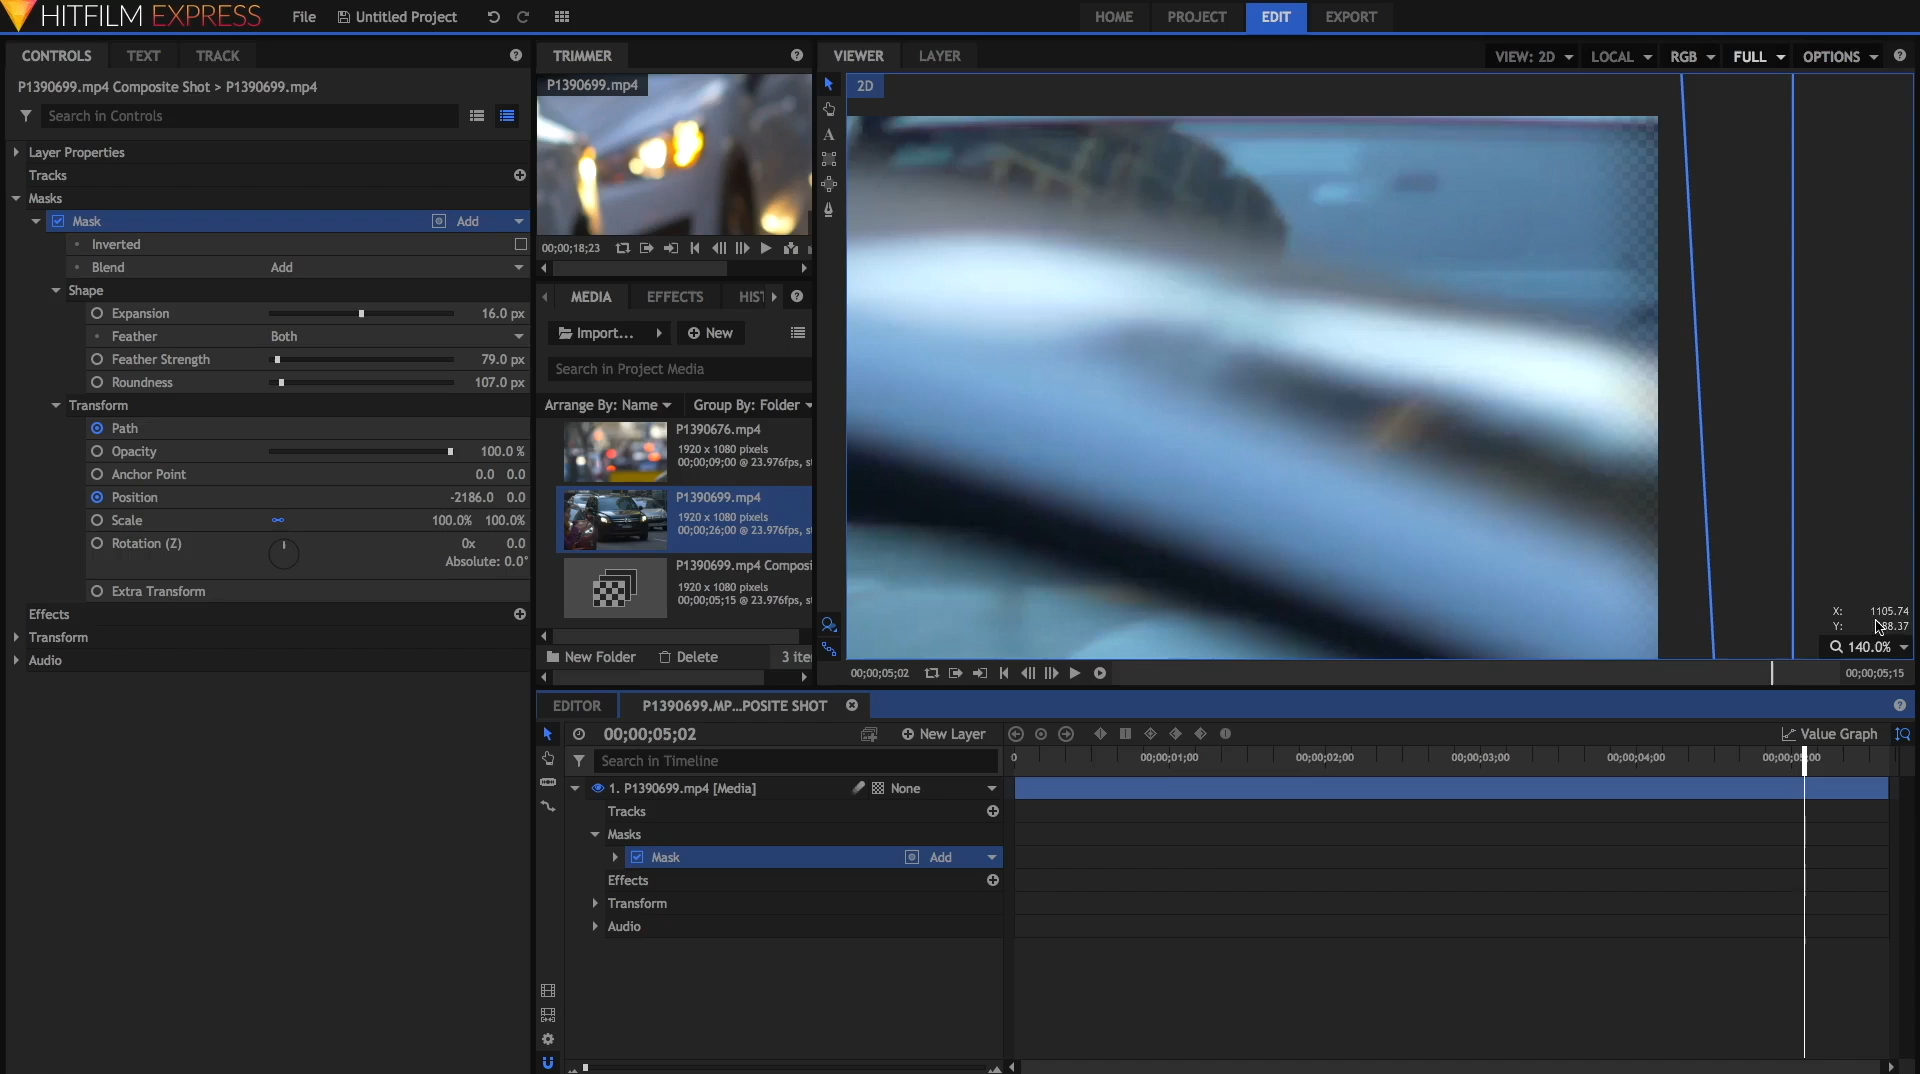 HITFILM EXPRESS
File
Untitled Project
HOME
PROJECT
EDIT
EXPORT
CONTROLS
TEXT
TRACK
P1390699.mp4 Composite Shot > P1390699.mp4
Search in Controls
Layer Properties
Tracks
Masks
Mask
Add
Inverted
Blend
Add
Shape
Expansion
16.0 px
Feather
Both
Feather Strength
79.0 px
Roundness
107.0 px
Transform
Path
Opacity
100.0 %
Anchor Point
0.0 0.0
Position
-2186.0 0.0
Scale
100.0% 100.0%
Rotation (Z)
0x 0.0
Absolute: 0.0°
Extra Transform
Effects
Transform
Audio
TRIMMER
P1390699.mp4
00;00;18;23
MEDIA
EFFECTS
HIST
Import...
New
Search in Project Media
Arrange By: Name
Group By: Folder
P1390676.mp4
1920 x 1080 pixels
00;00;09;00 @ 23.976fps, s
P1390699.mp4
1920 x 1080 pixels
00;00;26;00 @ 23.976fps, s
P1390699.mp4 Composi
1920 x 1080 pixels
00;00;05;15 @ 23.976fps, s
New Folder
Delete
3 ite
VIEWER
LAYER
VIEW: 2D
LOCAL
RGB
FULL
OPTIONS
2D
A
X: 1105.74
Y: 88.37
140.0%
00;00;05;02
00;00;05;15
EDITOR
P1390699.MP...POSITE SHOT
00;00;05;02
New Layer
Value Graph
Search in Timeline
0
00;00;01;00
00;00;02;00
00;00;03;00
00;00;04;00
1. P1390699.mp4 [Media]
None
Tracks
Masks
Mask
Add
Effects
Transform
Audio